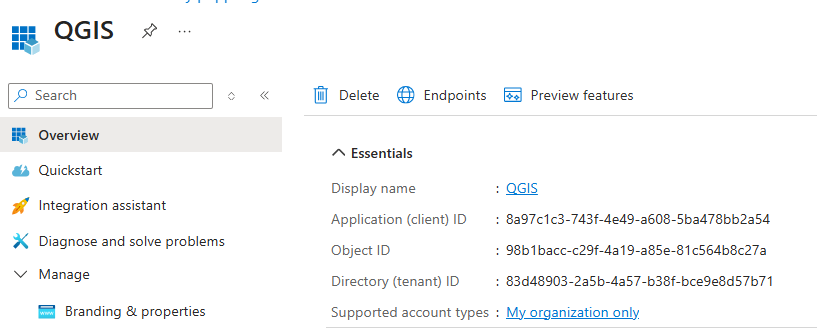 QGIS
Search
Overview
Quickstart
Integration assistant
Diagnose and solve problems
Manage
Branding & properties
Delete Endpoints Preview features
Essentials
Display name : QGIS
Application (client) ID : 8a97c1c3-743f-4e49-a608-5ba478bb2a54
Object ID : 98b1bacc-c29f-4a19-a85e-81c564b8c27a
Directory (tenant) ID : 83d48903-2a5b-4a57-b38f-bce9e8d57b71
Supported account types : My organization only